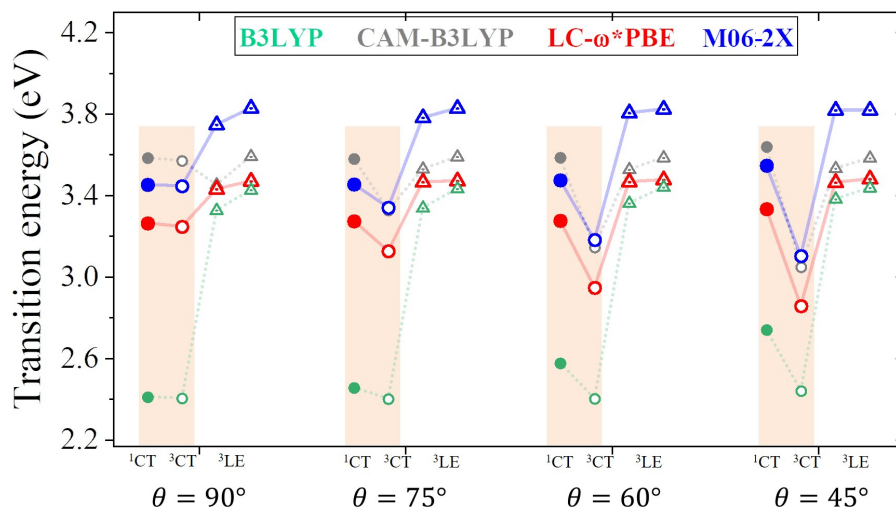 B3LYP CAM-B3LYP LC-ω*PBE M06-2X
Transition energy (eV)
4.2
3.8
3.4
3.0
2.6
2.2
¹CT ³CT ³LE ¹CT ³CT ³LE ¹CT ³CT ³LE ¹CT ³CT ³LE
θ = 90° θ = 75° θ = 60° θ = 45°